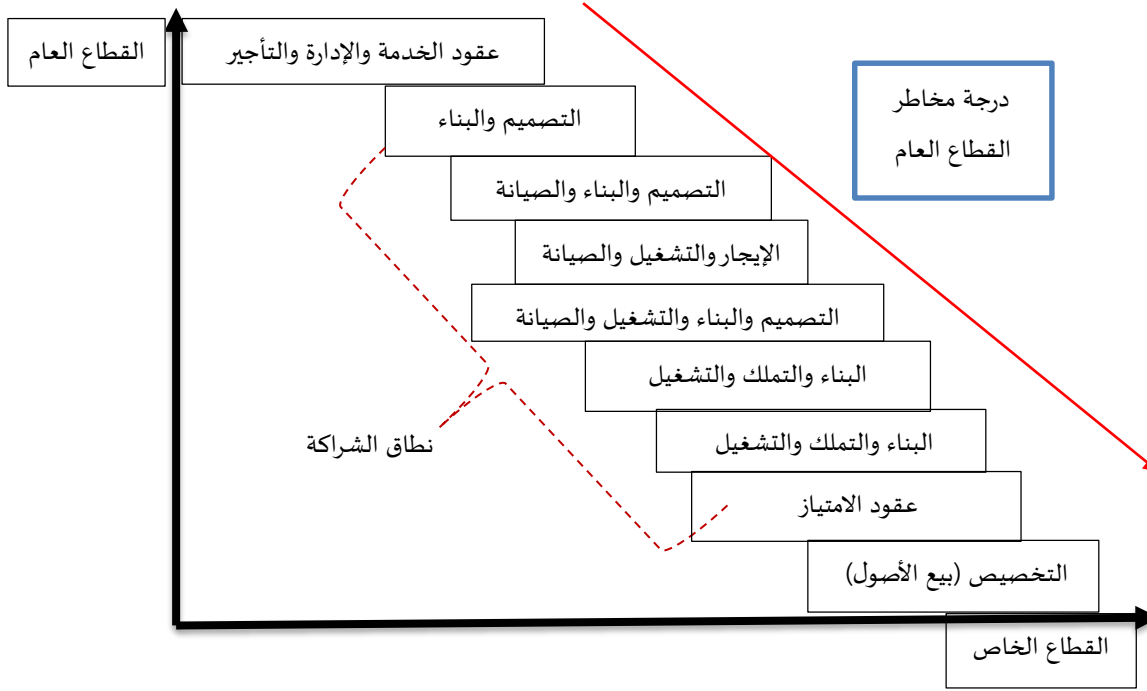 القطاع العام
عقود الخدمة والإدارة والتأجير
درجة مخاطر
القطاع العام
التصميم والبناء
التصميم والبناء والصيانة
الإيجار والتشغيل والصيانة
التصميم والبناء والتشغيل والصيانة
البناء والتملك والتشغيل
البناء والتملك والتشغيل
نطاق الشراكة
عقود الامتياز
التخصيص (بيع الأصول)
القطاع الخاص